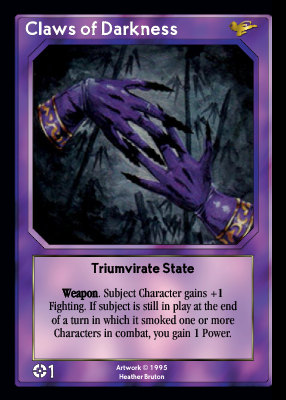 Claws of Darkness
Triumvirate State
Weapon. Subject Character gains +1
Fighting. If subject is still in play at the end
of a turn in which it smoked one or more
Characters in combat, you gain 1 Power.
1
Artwork © 1995
Heather Bruton